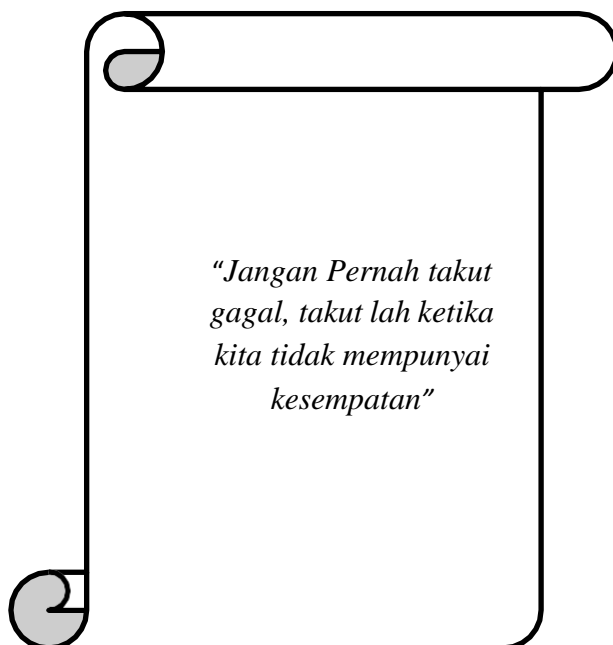 “Jangan Pernah takut
gagal, takut lah ketika
kita tidak mempunyai
kesempatan”